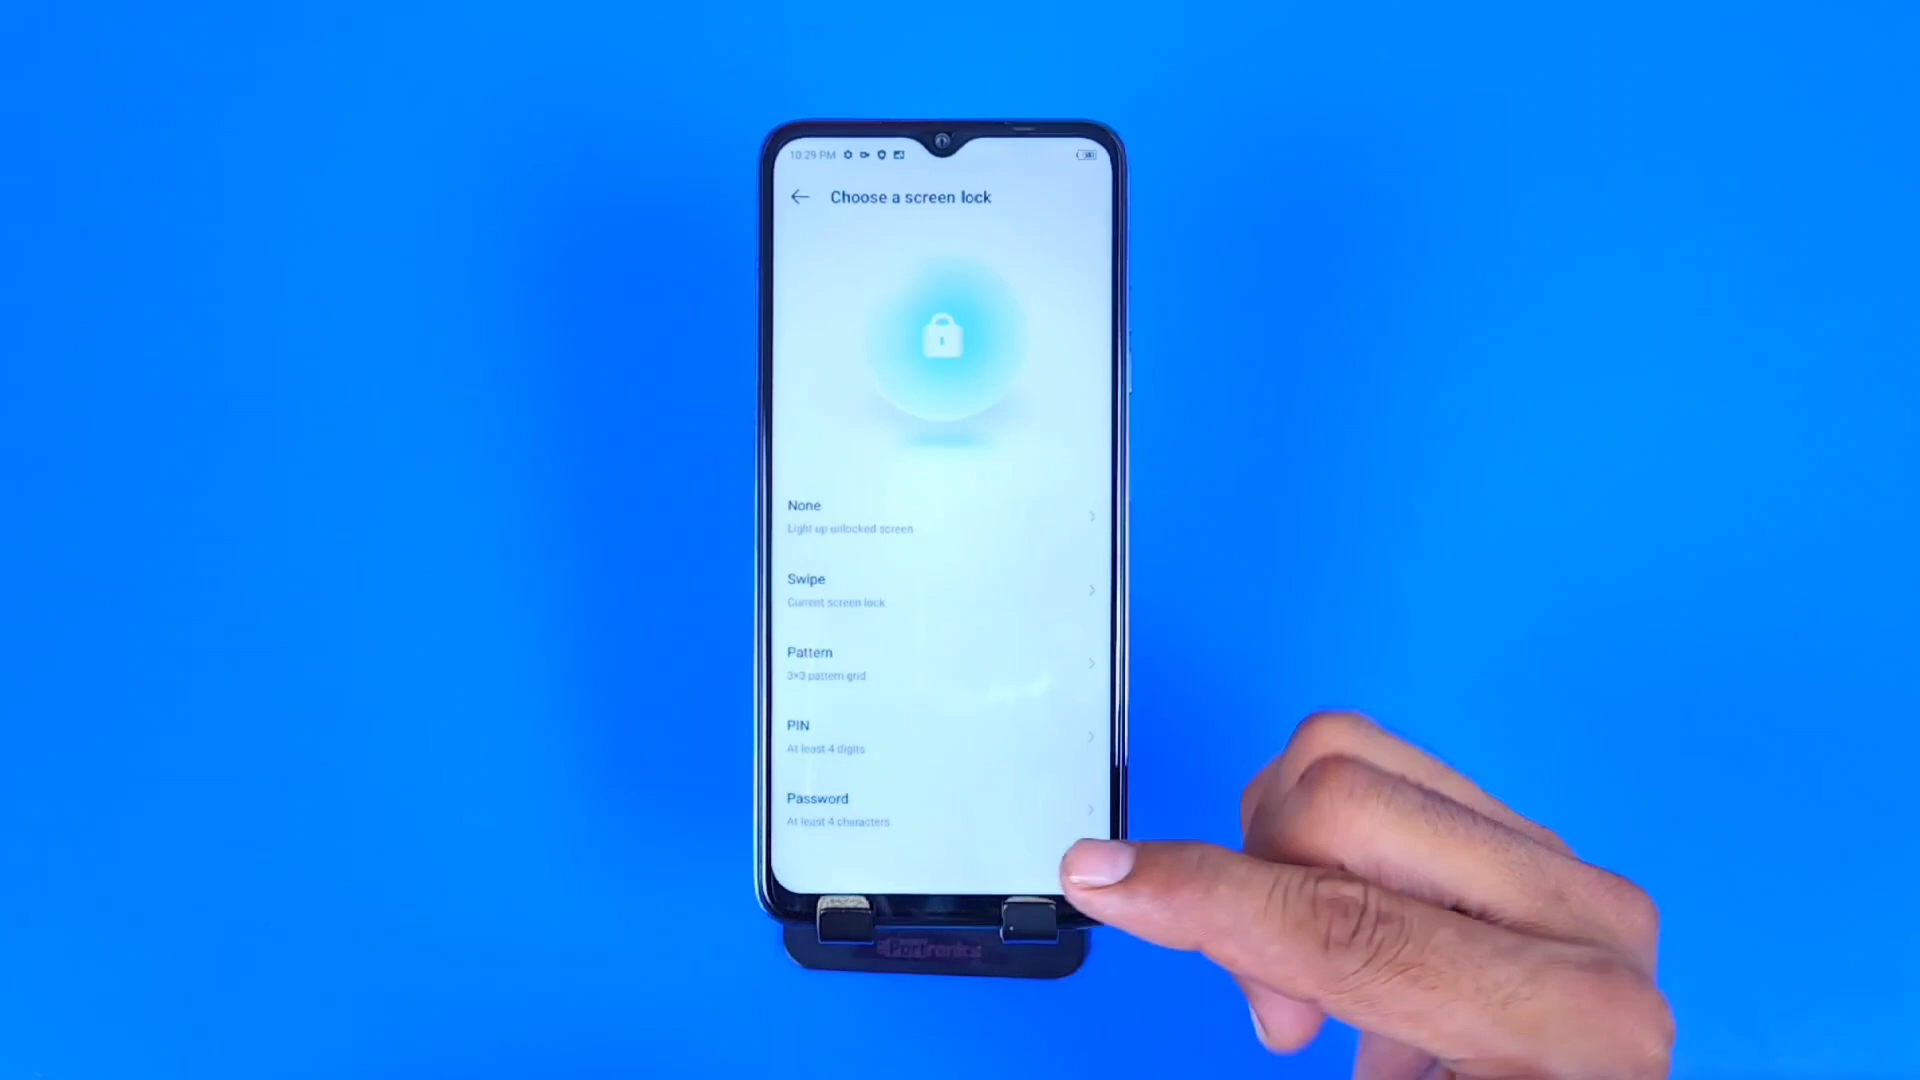 10:29 PM
Choose a screen lock
None
Light up unlocked screen
Swipe
Current screen lock
Pattern
3×3 pattern grid
PIN
At least 4 digits
Password
At least 4 characters
Portronics